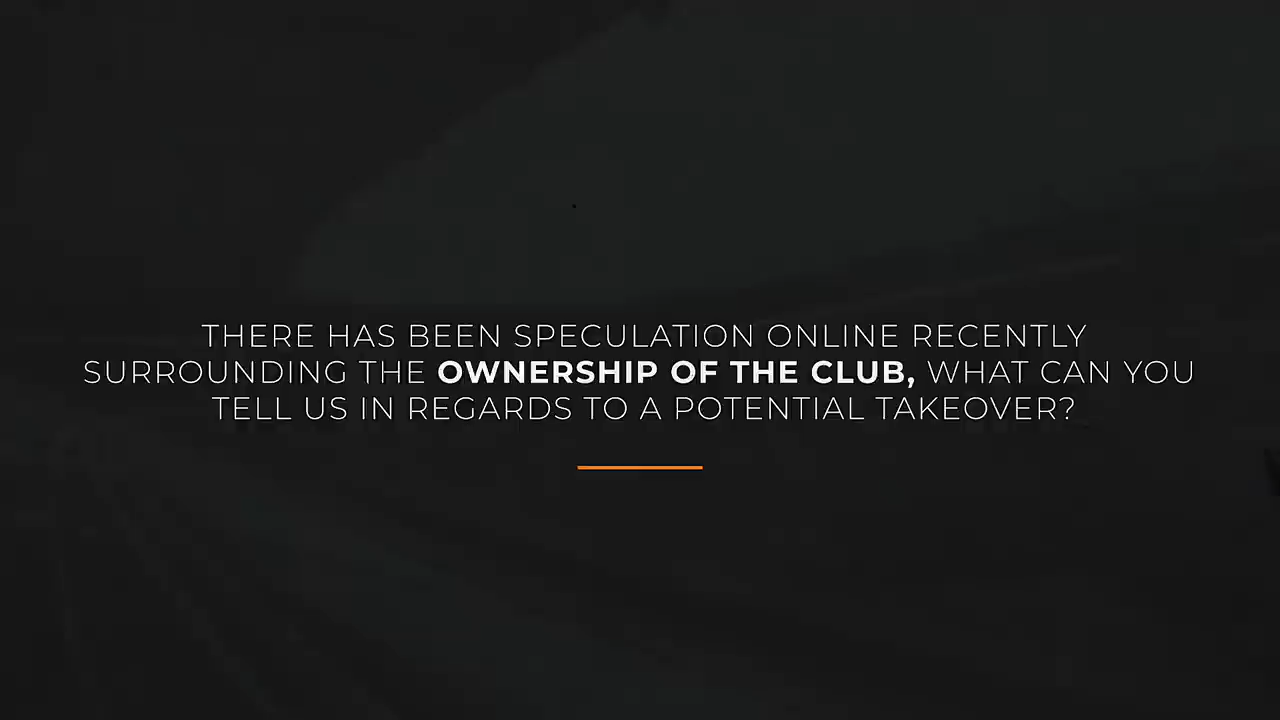 THERE HAS BEEN SPECULATION ONLINE RECENTLY
SURROUNDING THE OWNERSHIP OF THE CLUB, WHAT CAN YOU
TELL US IN REGARDS TO A POTENTIAL TAKEOVER?